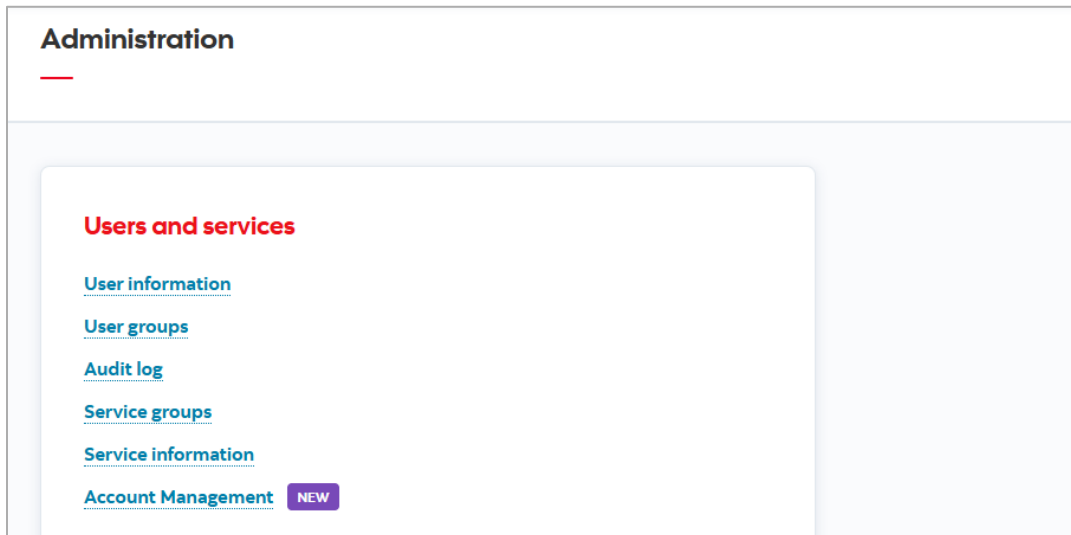 Administration
Users and services
User information
User groups
Audit log
Service groups
Service information
Account Management NEW